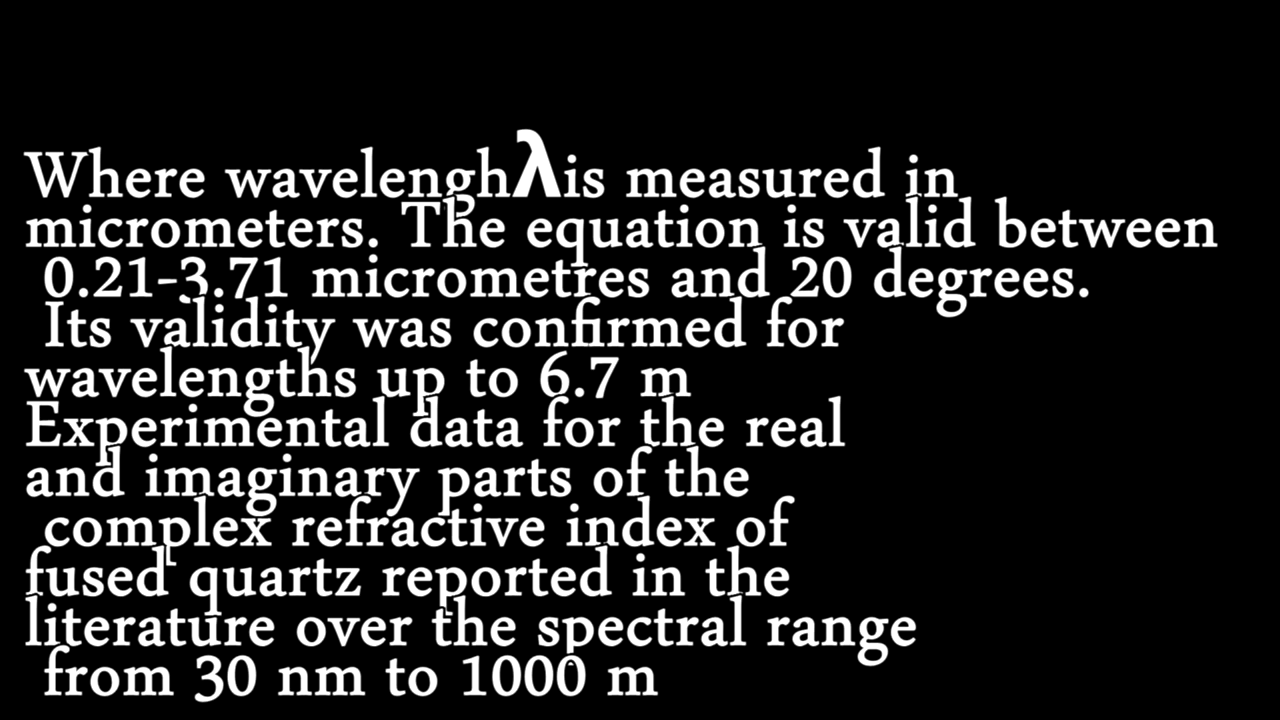 Where wavelenghλis measured in
micrometers. The equation is valid between
0.21-3.71 micrometres and 20 degrees.
Its validity was confirmed for
wavelengths up to 6.7 m
Experimental data for the real
and imaginary parts of the
complex refractive index of
fused quartz reported in the
literature over the spectral range
from 30 nm to 1000 m